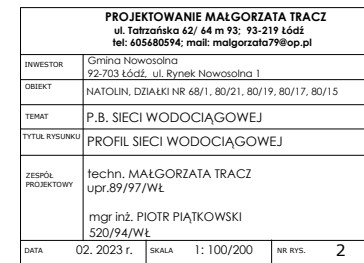 PROJEKTOWANIE MAŁGORZATA TRACZ
ul. Tatrzańska 62/ 64 m 93; 93-219 Łódź
tel: 605680594; mail: malgorzata79@op.pl
INWESTOR Gmina Nowosolna
92-703 Łódź, ul. Rynek Nowosolna 1
OBIEKT NATOLIN, DZIAŁKI NR 68/1, 80/21, 80/19, 80/17, 80/15
TEMAT P.B. SIECI WODOCIĄGOWEJ
TYTUŁ RYSUNKU PROFIL SIECI WODOCIĄGOWEJ
ZESPÓŁ PROJEKTOWY techn. MAŁGORZATA TRACZ
upr.89/97/WŁ
mgr inż. PIOTR PIĄTKOWSKI
520/94/WŁ
DATA 02. 2023 r. SKALA 1: 100/200 NR RYS. 2